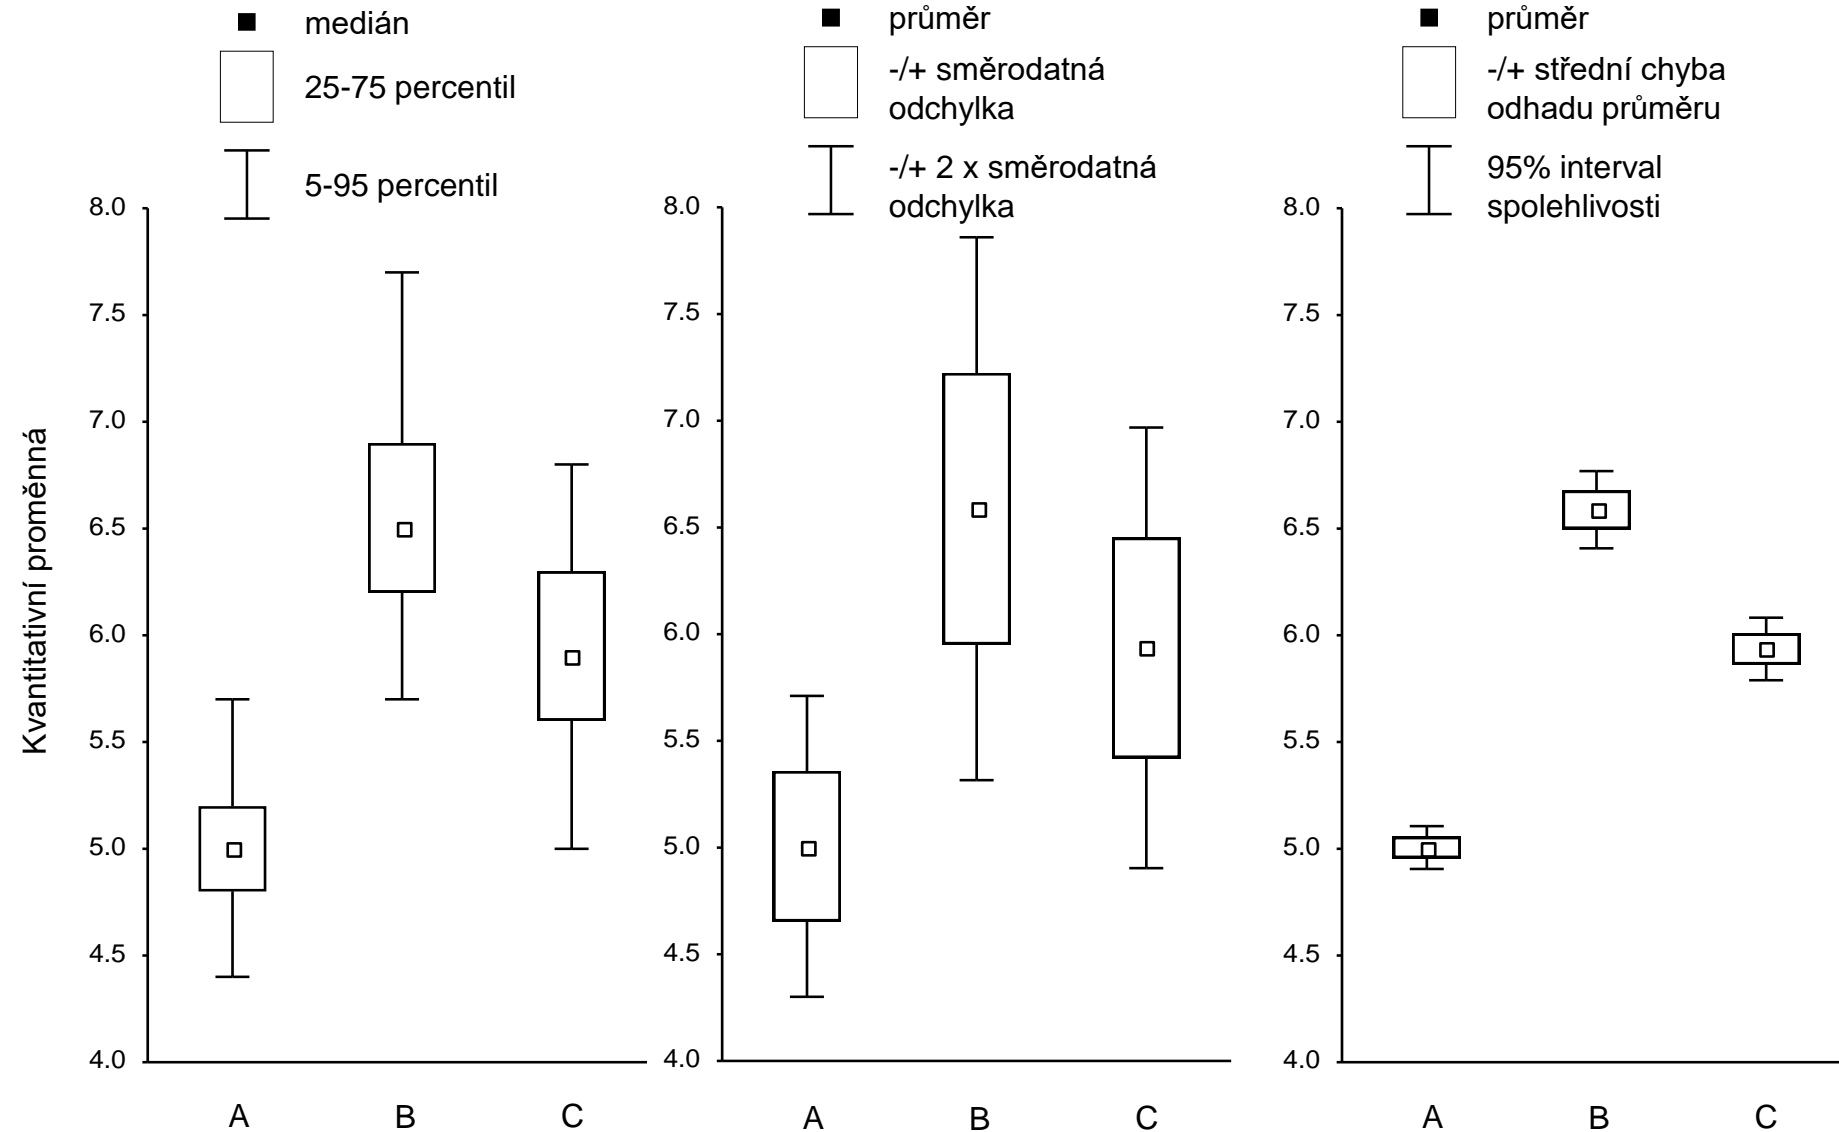 medián
25-75 percentil
5-95 percentil
průměr
-/+ směrodatná
odchylka
-/+ 2 x směrodatná
odchylka
průměr
-/+ střední chyba
odhadu průměru
95% interval
spolehlivosti
Kvantitativní proměnná
8.0
7.5
7.0
6.5
6.0
5.5
5.0
4.5
4.0
A B C
8.0
7.5
7.0
6.5
6.0
5.5
5.0
4.5
4.0
A B C
8.0
7.5
7.0
6.5
6.0
5.5
5.0
4.5
4.0
A B C